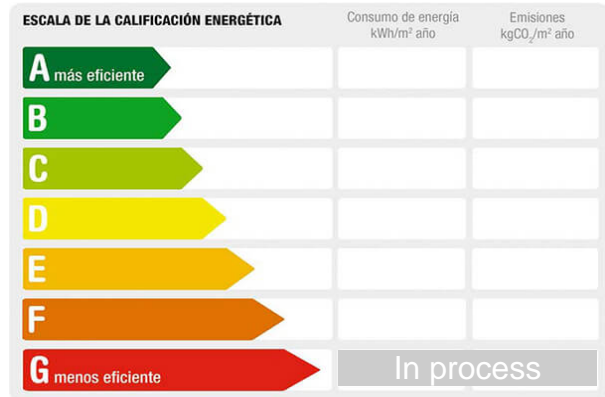 ESCALA DE LA CALIFICACIÓN ENERGÉTICA
Consumo de energía
kWh/m² año
Emisiones
kgCO₂/m² año
A más eficiente
B
C
D
E
F
G menos eficiente
In process